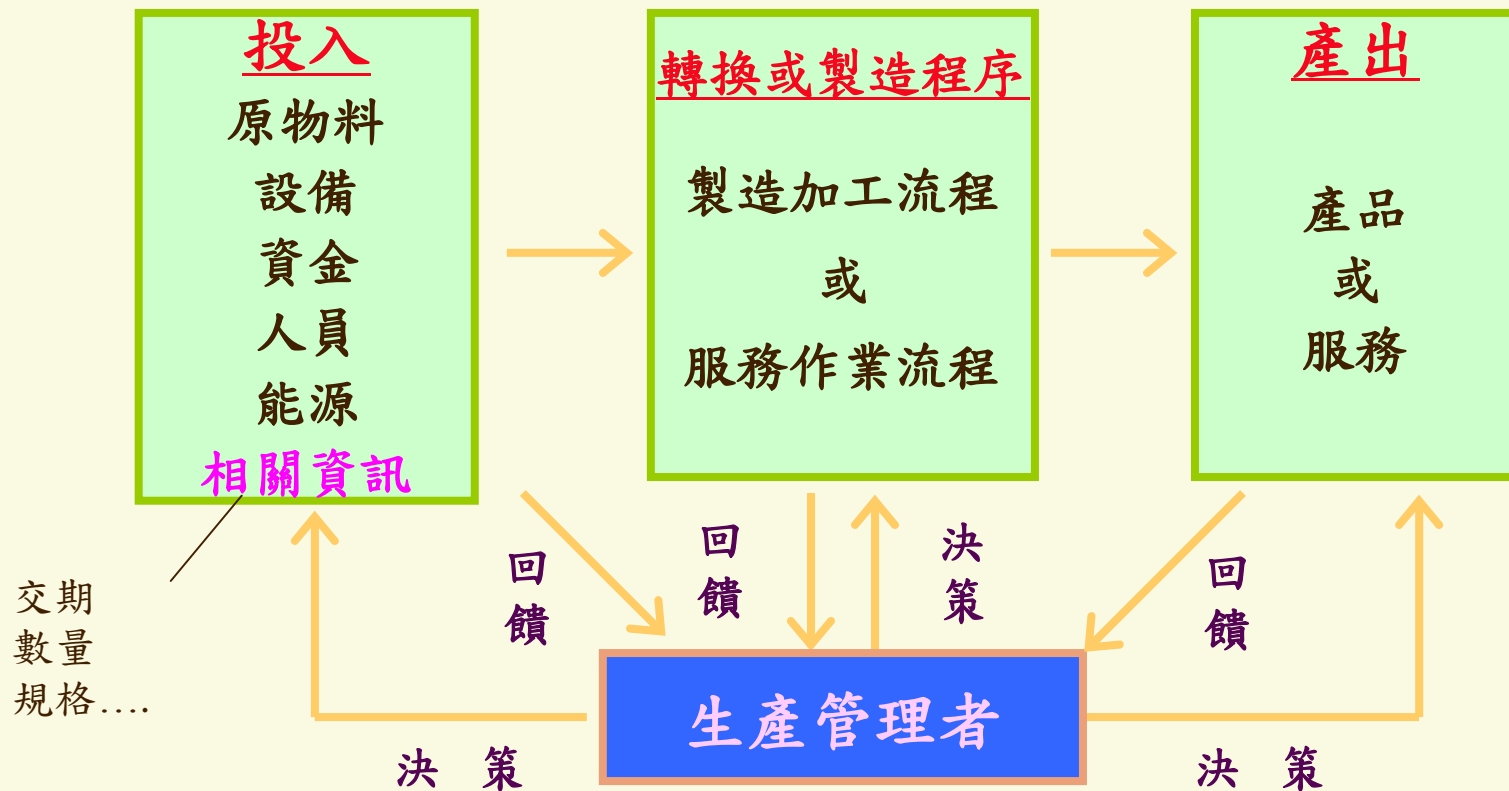 投入
原物料
設備
資金
人員
能源
相關資訊
轉換或製造程序
製造加工流程
或
服務作業流程
產出
產品
或
服務
交期
數量
規格....
回饋
回饋
決策
回饋
生產管理者
決 策
決 策